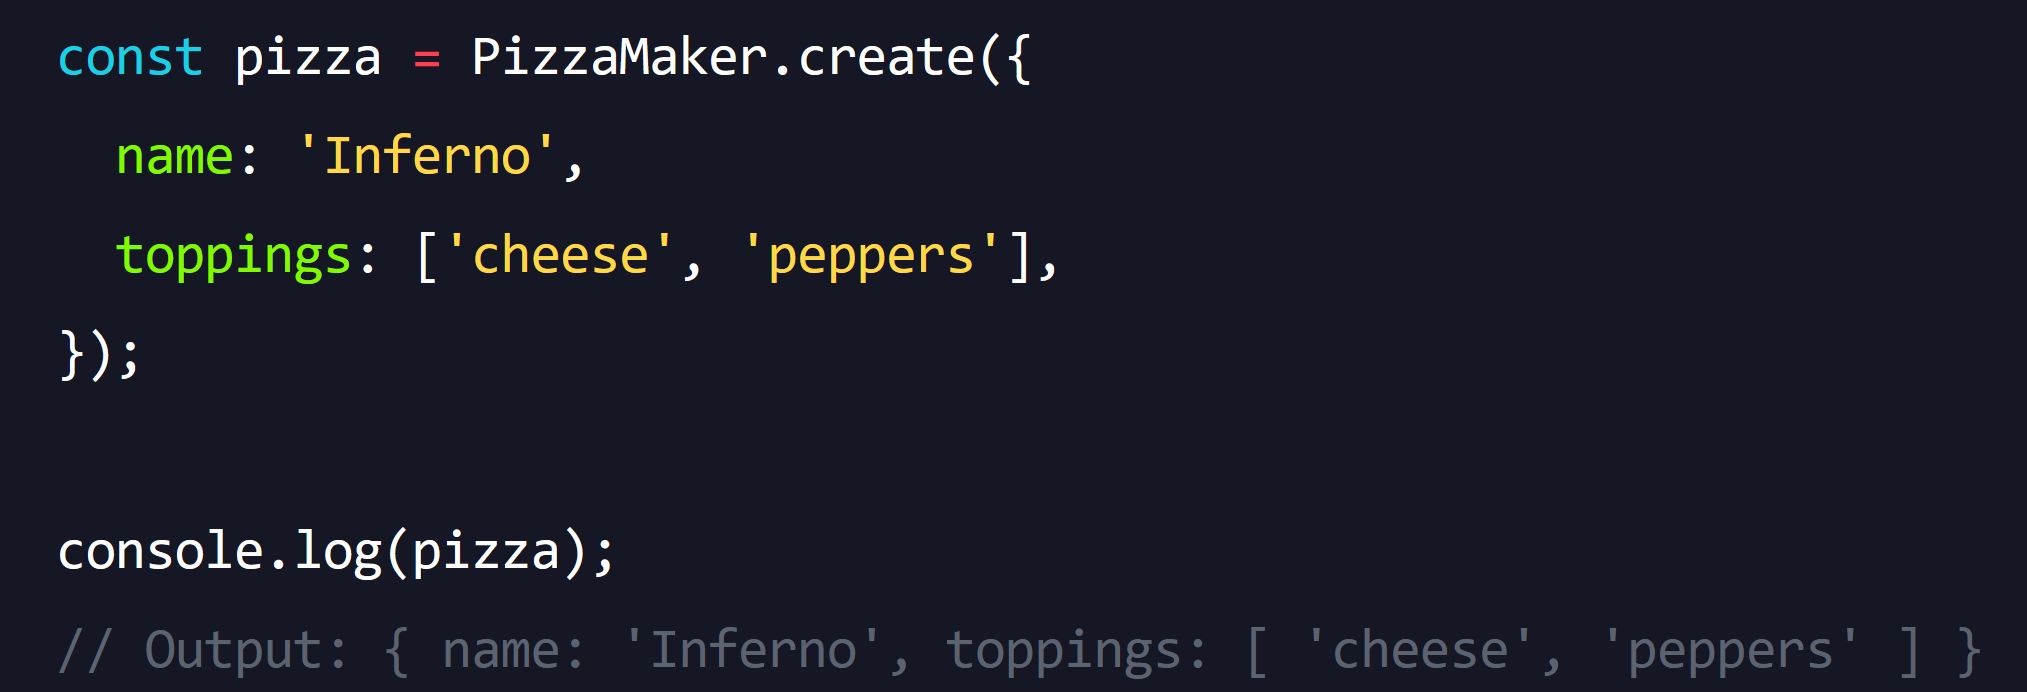 const pizza = PizzaMaker.create({
  name: 'Inferno',
  toppings: ['cheese', 'peppers'],
});

console.log(pizza);
// Output: { name: 'Inferno', toppings: [ 'cheese', 'peppers' ] }